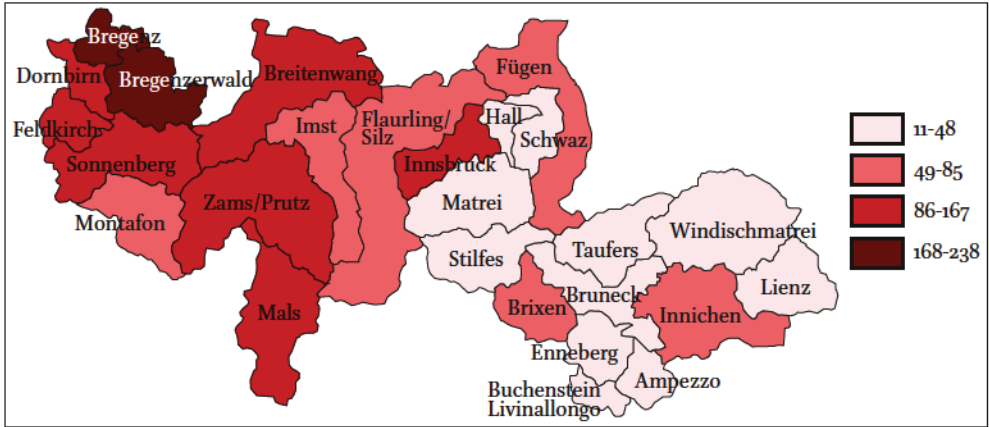 Bregenz
Dornbirn
Bregenzerwald
Feldkirch
Sonnenberg
Montafon
Breitenwang
Imst
Flaurling/
Silz
Zams/Prutz
Mals
Innsbruck
Fügen
Hall
Schwaz
Matrei
Stilfes
Taufers
Windischmatrei
Lienz
Bruneck
Brixen
Innichen
Enneberg
Ampezzo
Buchenstein
Livinallongo
11-48
49-85
86-167
168-238